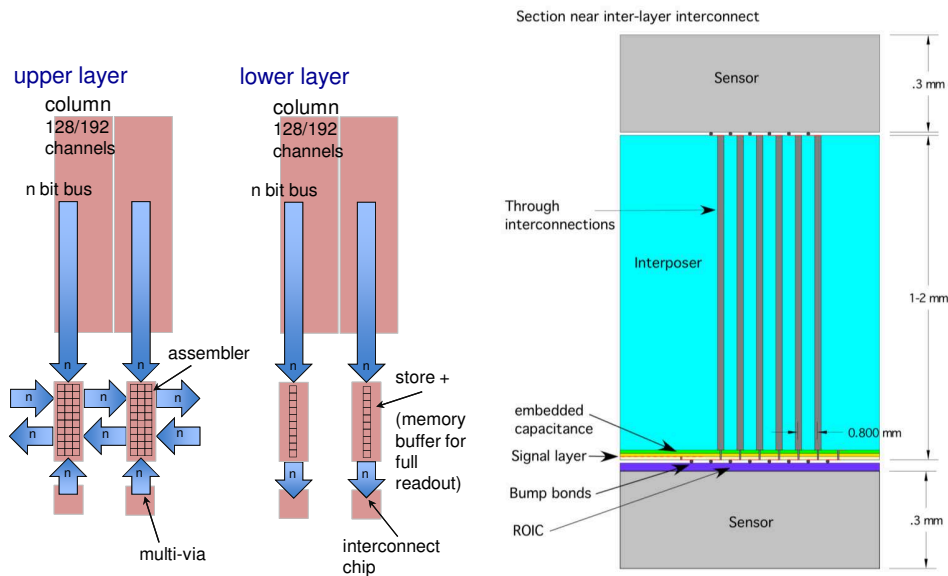 upper layer
column
128/192
channels
n bit bus
n
n
assembler
n
n
n
n
n
n
n
n
multi-via
lower layer
column
128/192
channels
n bit bus
n
n
store +
(memory
buffer for
full
readout)
n
n
interconnect
chip
Section near inter-layer interconnect
Sensor
.3 mm
Through
interconnections
Interposer
1-2 mm
embedded
capacitance
0.800 mm
Signal layer
Bump bonds
ROIC
Sensor
.3 mm